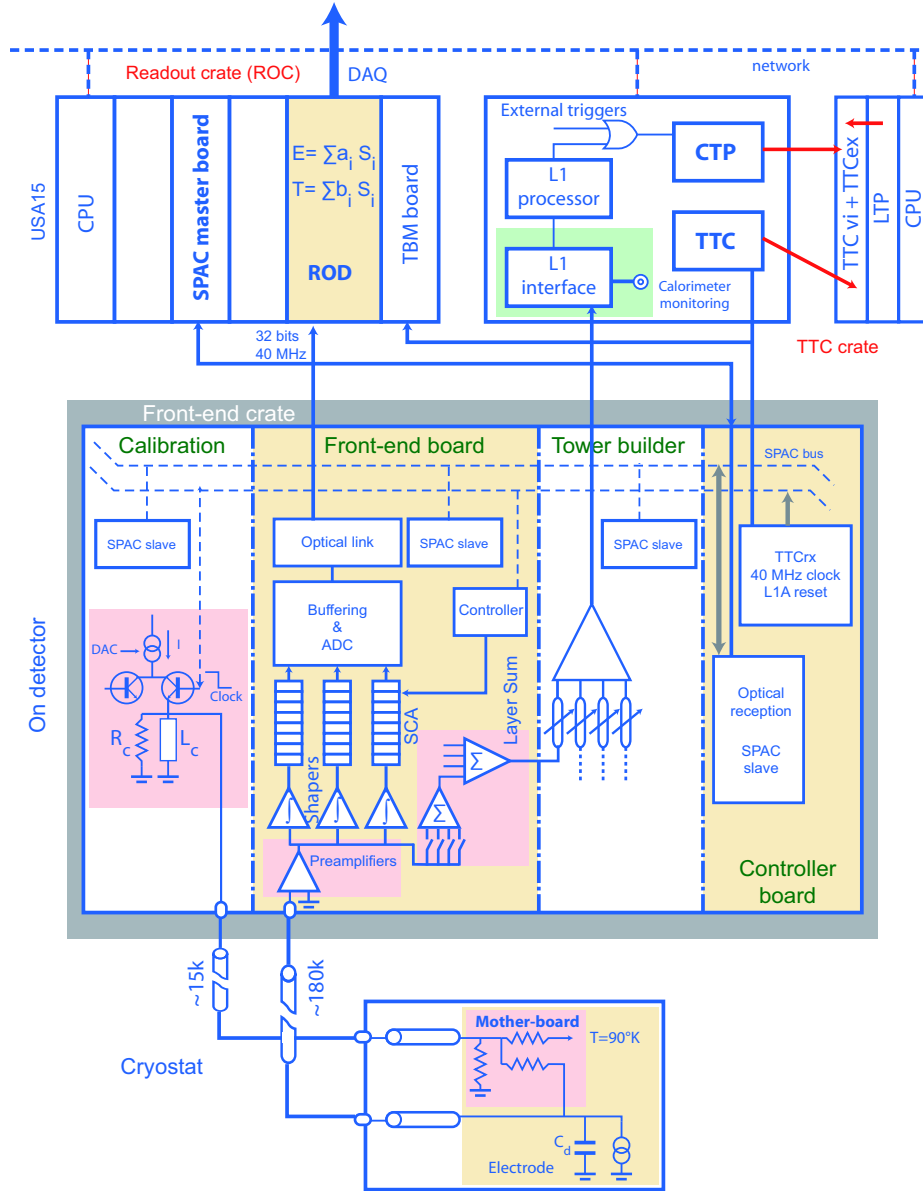 Readout crate (ROC)
DAQ
network
USA15
CPU
SPAC master board
E= ∑a_i S_i
T= ∑b_i S_i
ROD
TBM board
External triggers
CTP
L1
processor
TTC
L1
interface
Calorimeter
monitoring
TTC vi + TTCex
LTP
CPU
32 bits
40 MHz
TTC crate
Front-end crate
Calibration
Front-end board
Tower builder
SPAC bus
SPAC slave
Optical link
SPAC slave
SPAC slave
TTCrx
40 MHz clock
L1A reset
Buffering
&
ADC
Controller
On detector
DAC
I
Clock
R_c
L_c
Shapers
SCA
Layer Sum
Σ
Σ
∫
∫
∫
Optical
reception
SPAC
slave
Preamplifiers
Controller
board
~15k
~180k
Cryostat
Mother-board
T=90°K
C_d
Electrode